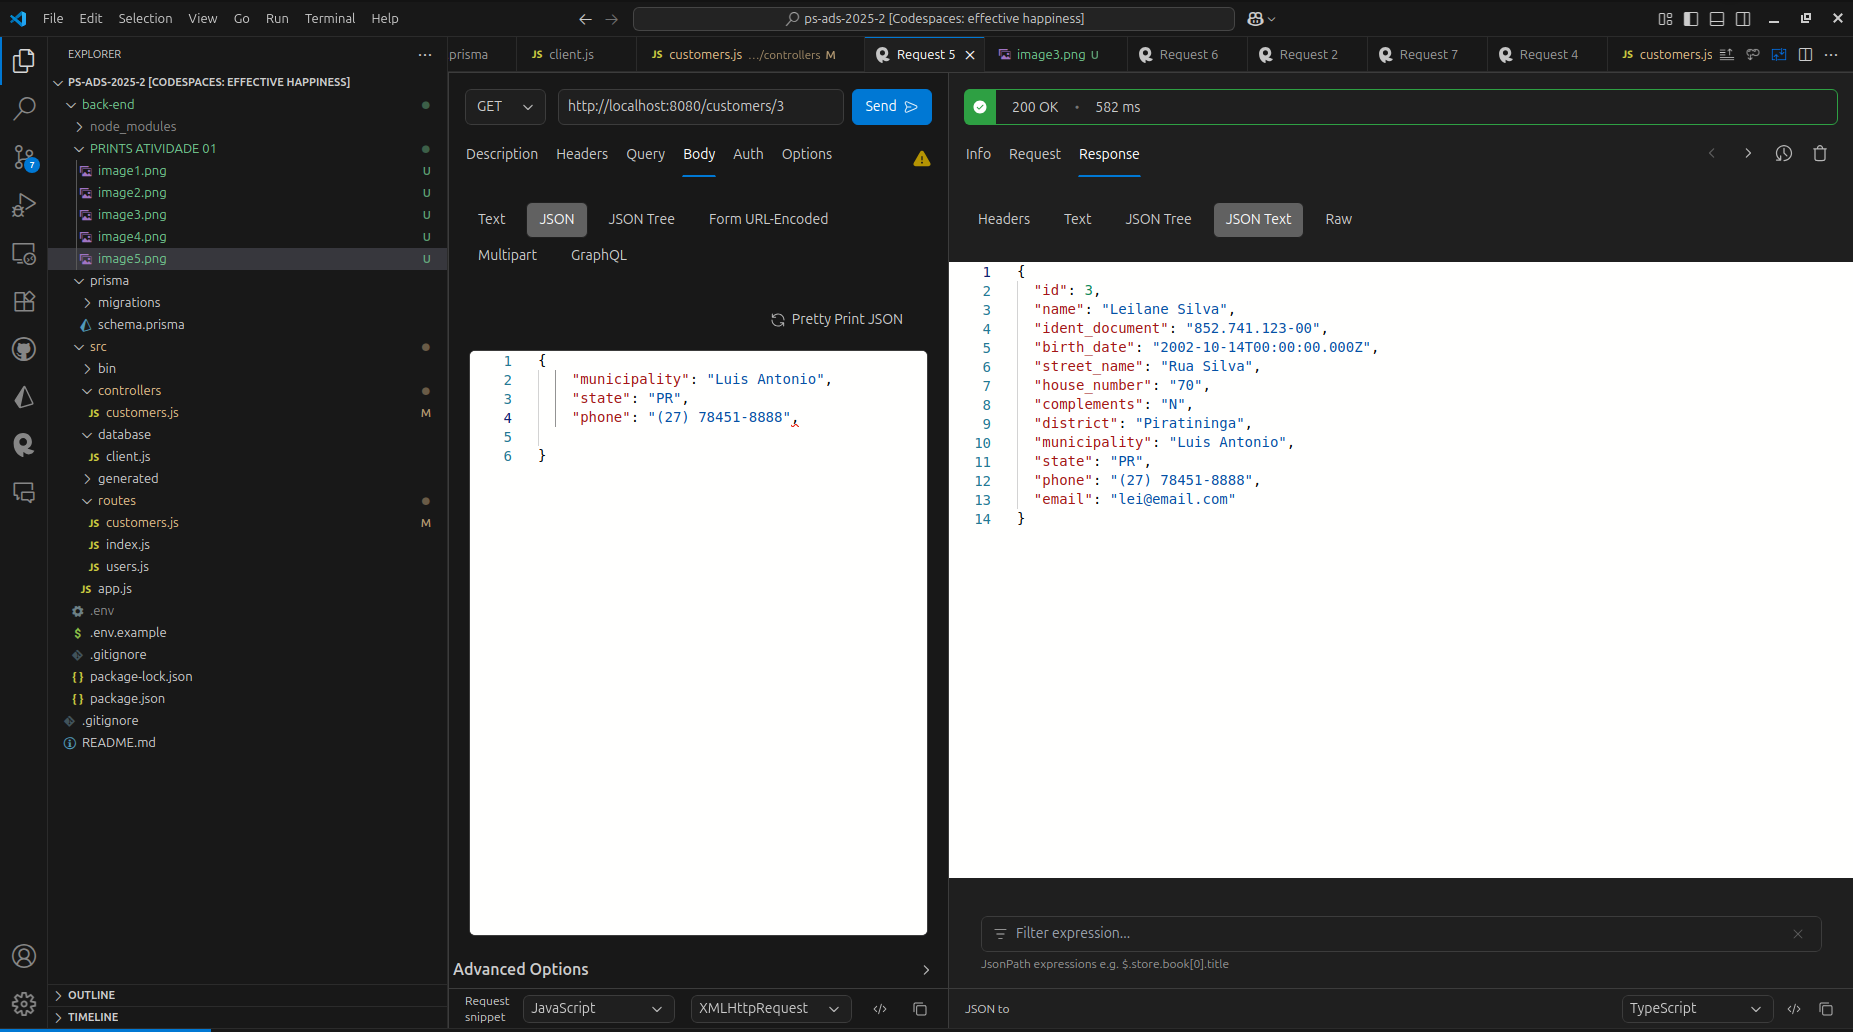 File Edit Selection View Go Run Terminal Help
ps-ads-2025-2 [Codespaces: effective happiness]
EXPLORER
prisma
JS client.js
JS customers.js .../controllers M
Request 5
image3.png U
Request 6
Request 2
Request 7
Request 4
JS customers.js
PS-ADS-2025-2 [CODESPACES: EFFECTIVE HAPPINESS]
back-end
node_modules
PRINTS ATIVIDADE 01
image1.png U
image2.png U
image3.png U
image4.png U
image5.png U
prisma
migrations
schema.prisma
src
bin
controllers
JS customers.js M
database
JS client.js
generated
routes
JS customers.js M
JS index.js
JS users.js
JS app.js
.env
$ .env.example
.gitignore
{} package-lock.json
{} package.json
.gitignore
README.md
OUTLINE
TIMELINE
7
GET
http://localhost:8080/customers/3
Send
Description Headers Query Body Auth Options
Text JSON JSON Tree Form URL-Encoded
Multipart GraphQL
Pretty Print JSON
1 {
2 "municipality": "Luis Antonio",
3 "state": "PR",
4 "phone": "(27) 78451-8888",
5
6 }
Advanced Options
Request snippet
JavaScript
XMLHttpRequest
200 OK • 582 ms
Info Request Response
Headers Text JSON Tree JSON Text Raw
1 {
2 "id": 3,
3 "name": "Leilane Silva",
4 "ident_document": "852.741.123-00",
5 "birth_date": "2002-10-14T00:00:00.000Z",
6 "street_name": "Rua Silva",
7 "house_number": "70",
8 "complements": "N",
9 "district": "Piratininga",
10 "municipality": "Luis Antonio",
11 "state": "PR",
12 "phone": "(27) 78451-8888",
13 "email": "lei@email.com"
14 }
Filter expression...
JsonPath expressions e.g. $.store.book[0].title
JSON to
TypeScript